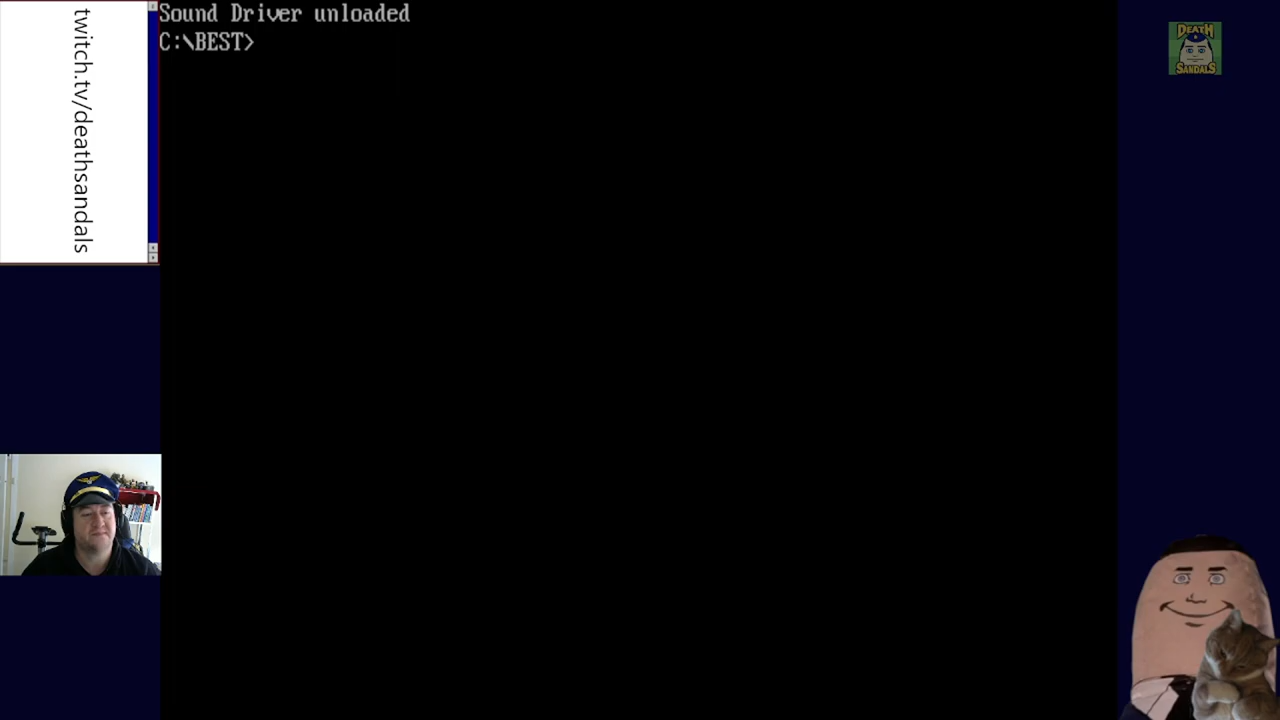 twitch.tv/deathsandals
Sound Driver unloaded
C:\BEST>
DEATH
SANDALS